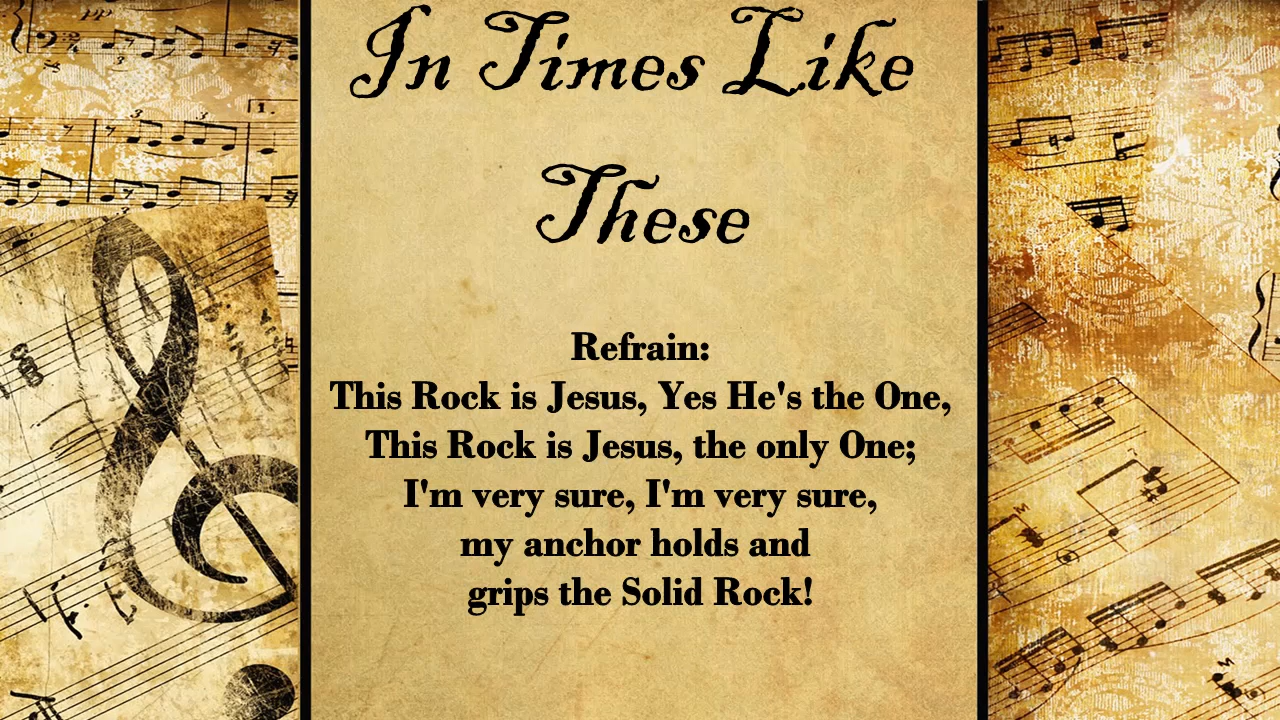 In Times Like
These
Refrain:
This Rock is Jesus, Yes He's the One,
This Rock is Jesus, the only One;
I'm very sure, I'm very sure,
my anchor holds and
grips the Solid Rock!